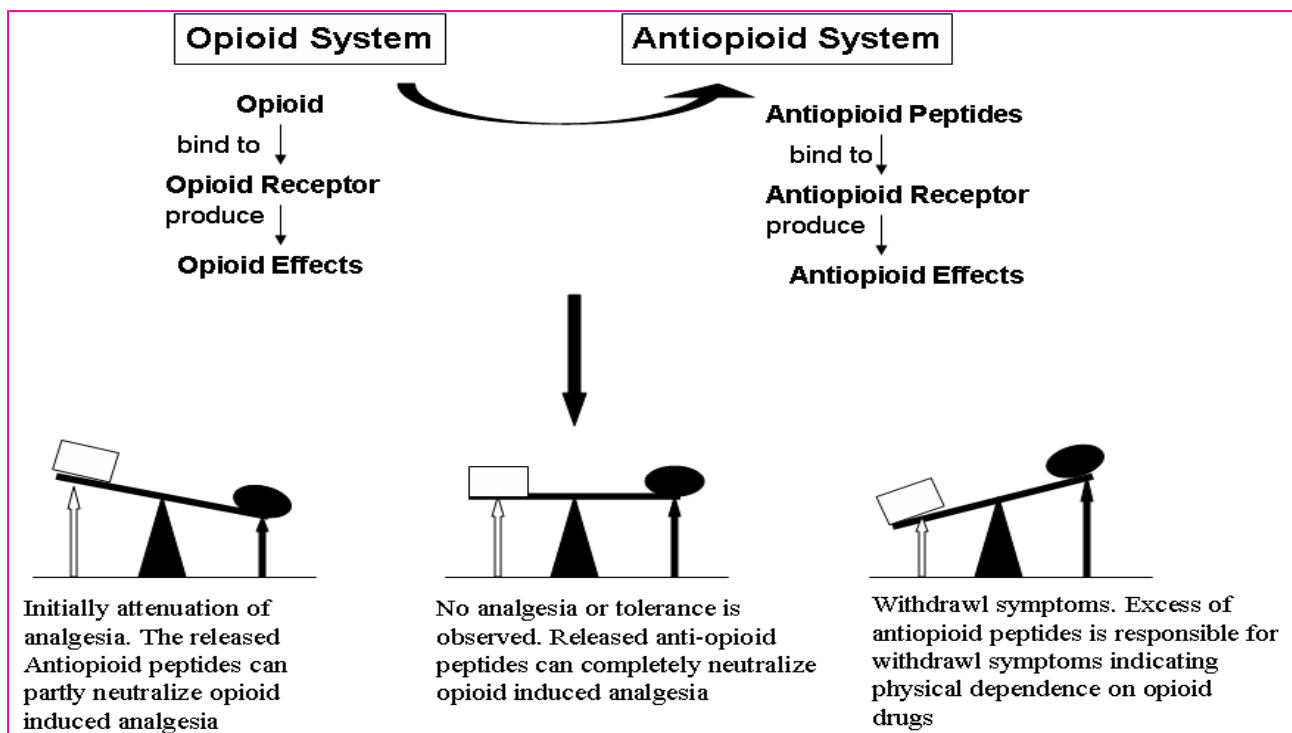 Opioid System
Antiopioid System
Opioid
bind to
Opioid Receptor
produce
Opioid Effects
Antiopioid Peptides
bind to
Antiopioid Receptor
produce
Antiopioid Effects
Initially attenuation of
analgesia. The released
Antiopioid peptides can
partly neutralize opioid
induced analgesia
No analgesia or tolerance is
observed. Released anti-opioid
peptides can completely neutralize
opioid induced analgesia
Withdrawl symptoms. Excess of
antiopioid peptides is responsible for
withdrawl symptoms indicating
physical dependence on opioid
drugs